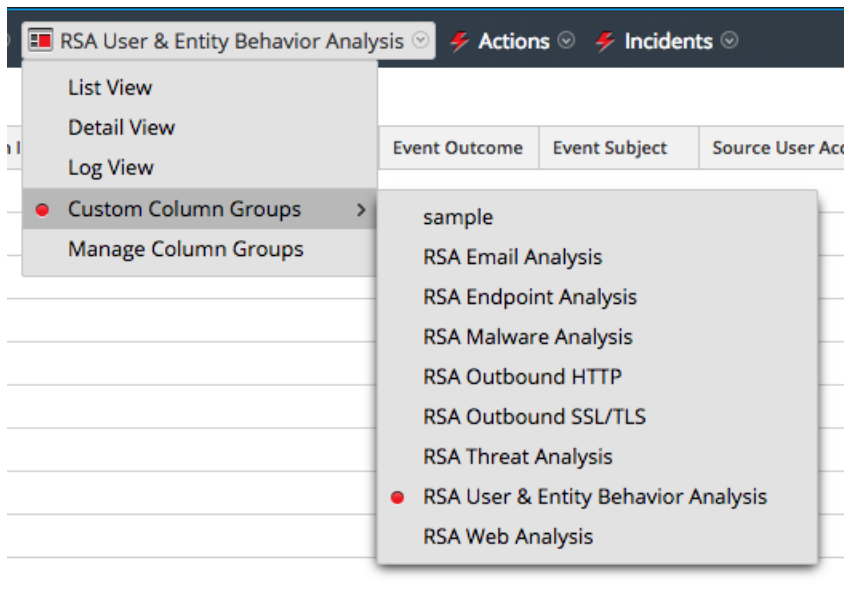 RSA User & Entity Behavior Analysis
Actions
Incidents
List View
Detail View
Log View
Custom Column Groups
Manage Column Groups
Event Outcome
Event Subject
Source User
sample
RSA Email Analysis
RSA Endpoint Analysis
RSA Malware Analysis
RSA Outbound HTTP
RSA Outbound SSL/TLS
RSA Threat Analysis
RSA User & Entity Behavior Analysis
RSA Web Analysis